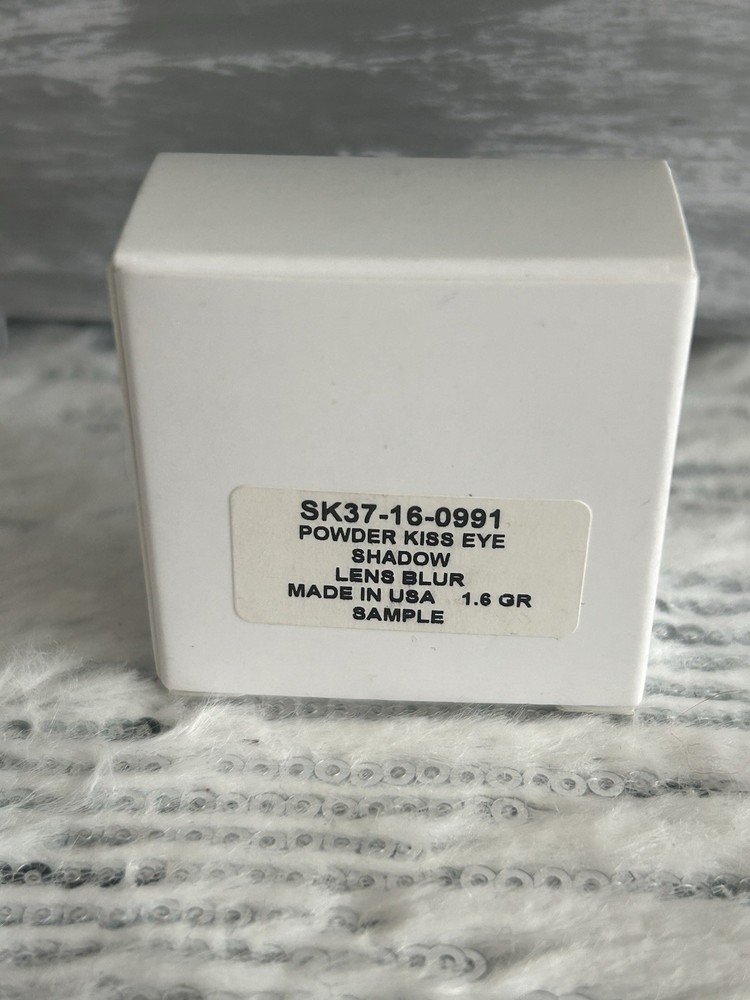 SK37-16-0991
POWDER KISS EYE
SHADOW
LENS BLUR
MADE IN USA 1.6 GR
SAMPLE